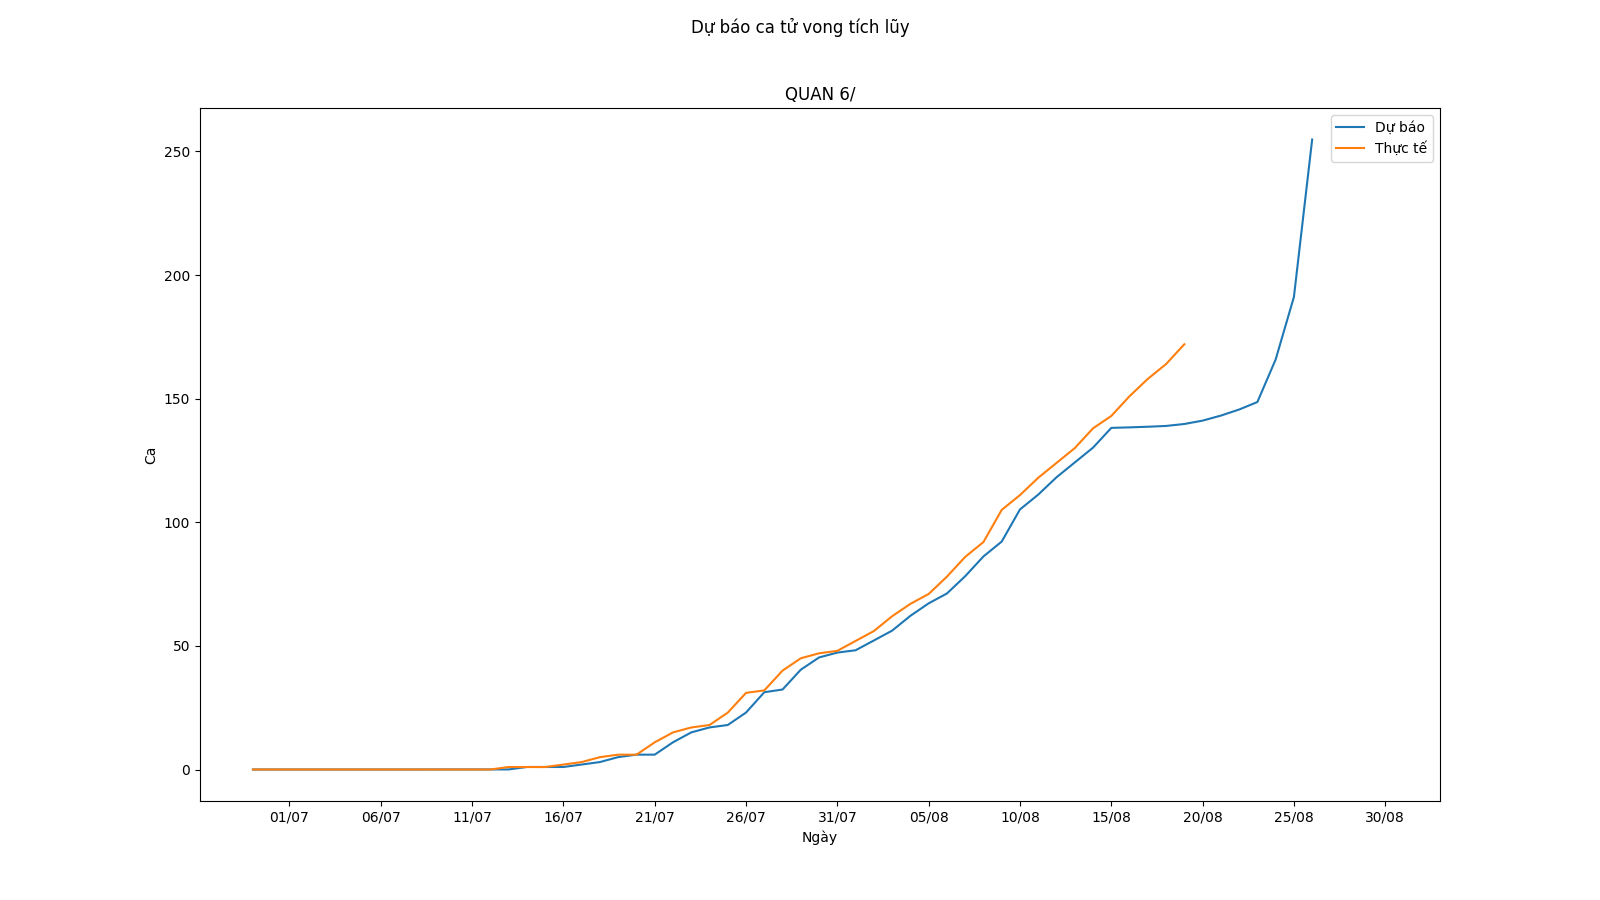 Dự báo ca tử vong tích lũy
QUAN 6/
Dự báo
Thực tế
250
200
150
100
50
0
Ca
01/07 06/07 11/07 16/07 21/07 26/07 31/07 05/08 10/08 15/08 20/08 25/08 30/08
Ngày